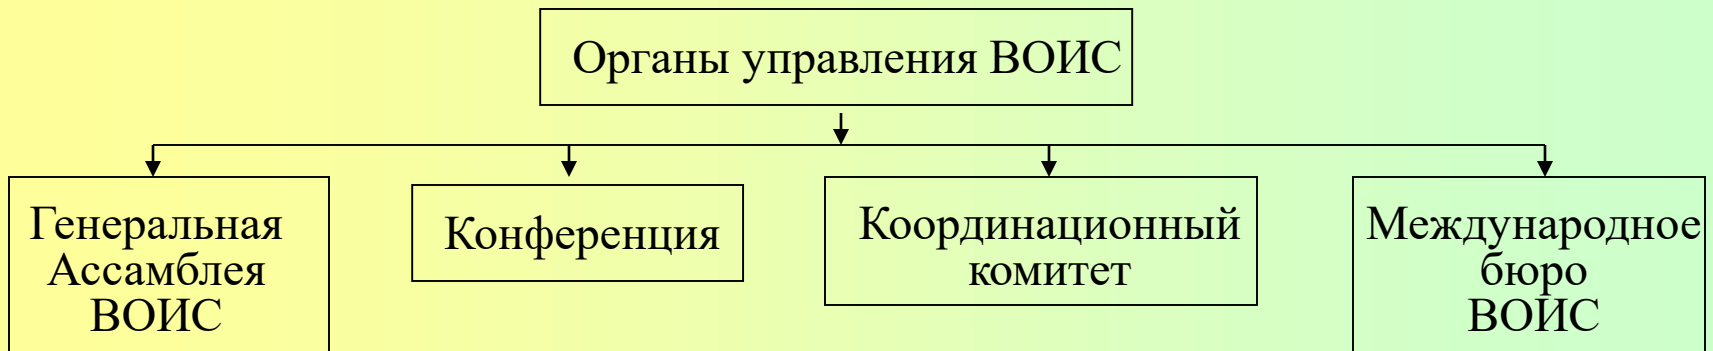 Органы управления ВОИС
Генеральная
Ассамблея
ВОИС
Конференция
Координационный
комитет
Международное
бюро
ВОИС